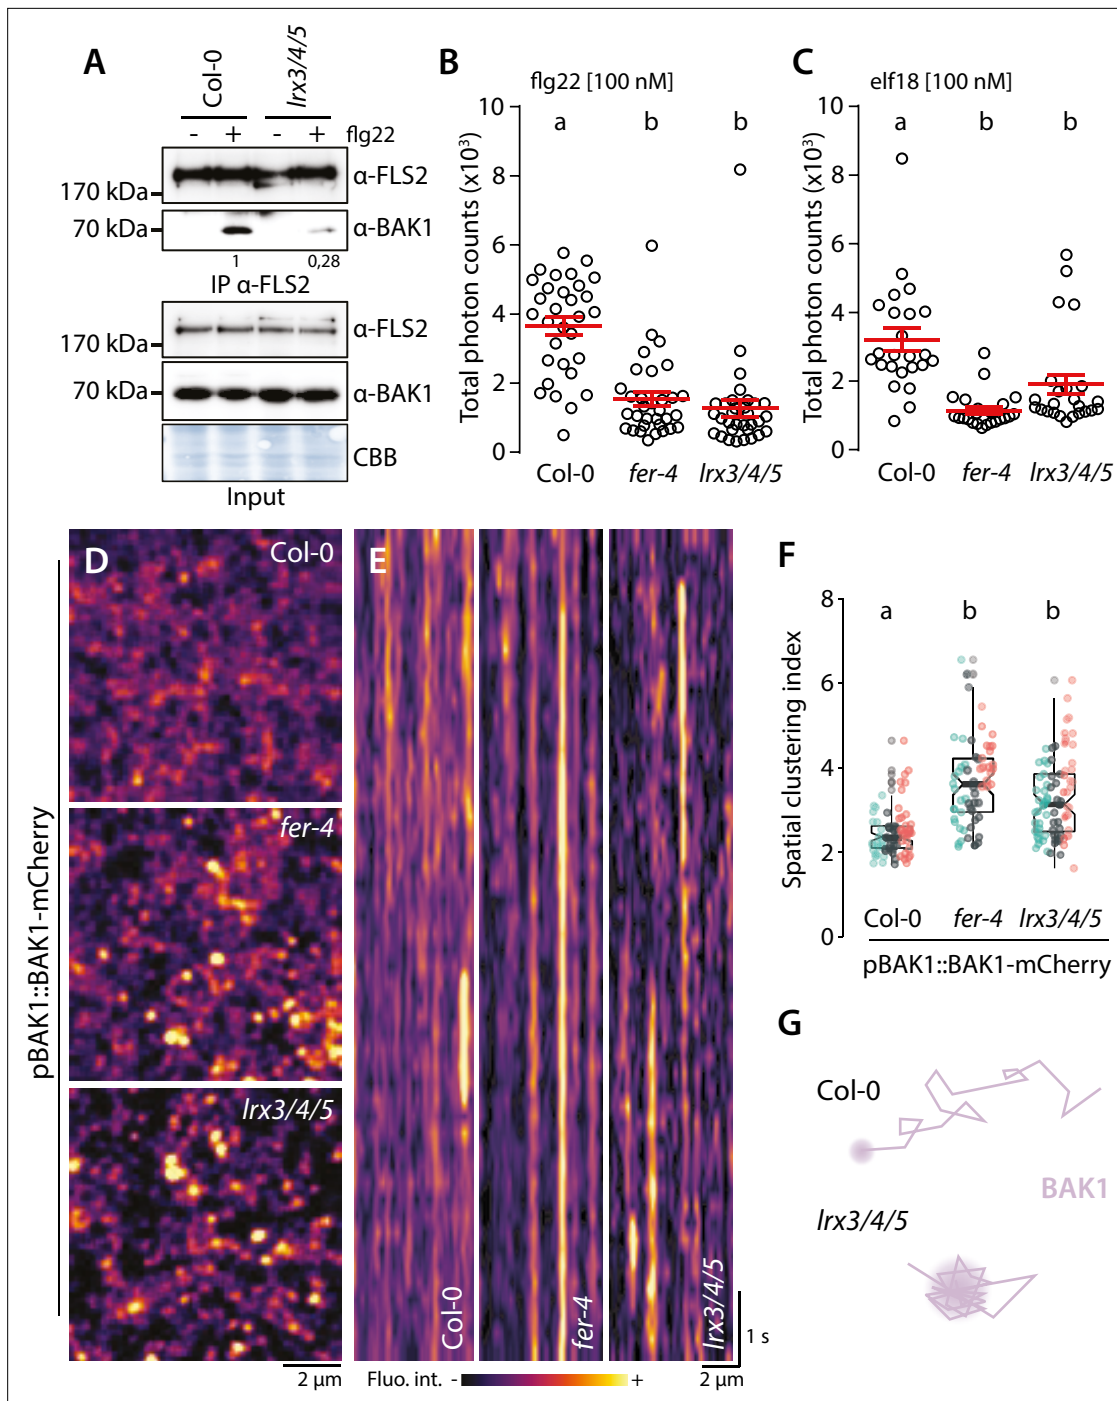 A
Col-0
lrx3/4/5
- + - + flg22
170 kDa
α-FLS2
70 kDa
α-BAK1
1 0,28
IP α-FLS2
170 kDa
α-FLS2
70 kDa
α-BAK1
CBB
Input
B
flg22 [100 nM]
Total photon counts (x10³)
10
8
6
4
2
0
a b b
Col-0 fer-4 lrx3/4/5
C
elf18 [100 nM]
Total photon counts (x10³)
10
8
6
4
2
0
a b b
Col-0 fer-4 lrx3/4/5
D
pBAK1::BAK1-mCherry
Col-0
fer-4
lrx3/4/5
2 µm
E
Col-0
fer-4
lrx3/4/5
1 s
2 µm
Fluo. int. - +
F
Spatial clustering index
8
6
4
2
0
a b b
Col-0 fer-4 lrx3/4/5
pBAK1::BAK1-mCherry
G
Col-0
BAK1
lrx3/4/5